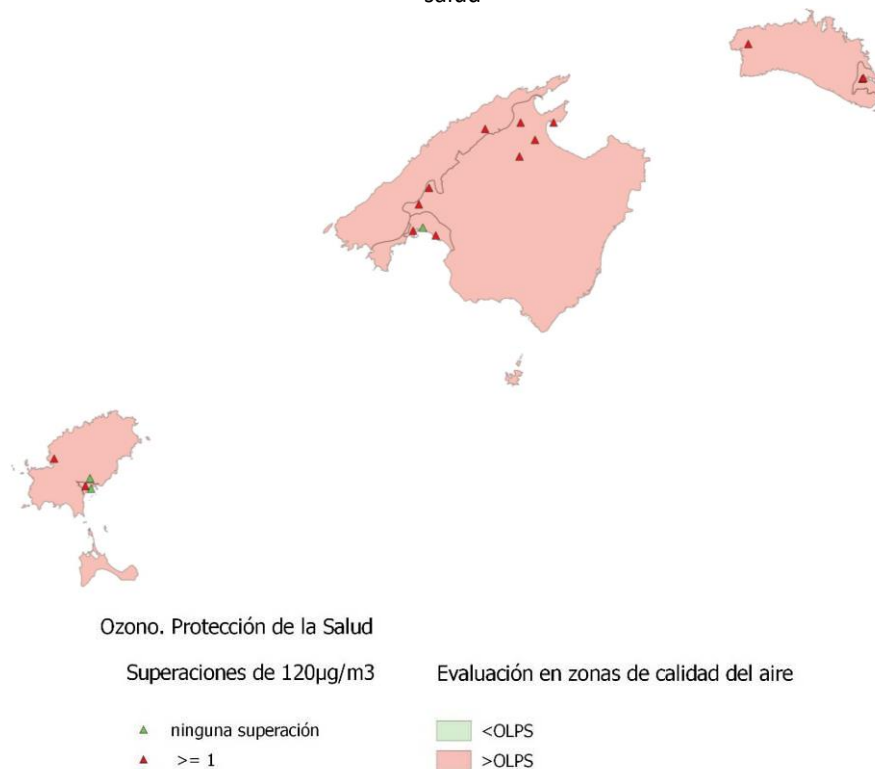 salud
Ozono. Protección de la Salud
Superaciones de 120µg/m3
Evaluación en zonas de calidad del aire
ninguna superación
<OLPS
>= 1
>OLPS